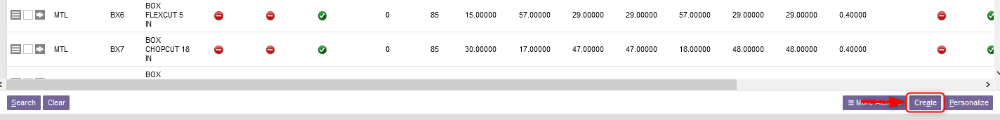 MTL BX6 BOX FLEXCUT 5 IN 0 85 15.00000 57.00000 29.00000 29.00000 57.00000 29.00000 29.00000 0.40000
MTL BX7 BOX CHOPCUT 18 IN 0 85 30.00000 17.00000 47.00000 47.00000 18.00000 48.00000 48.00000 0.40000
BOX
Search Clear More Create Personalize